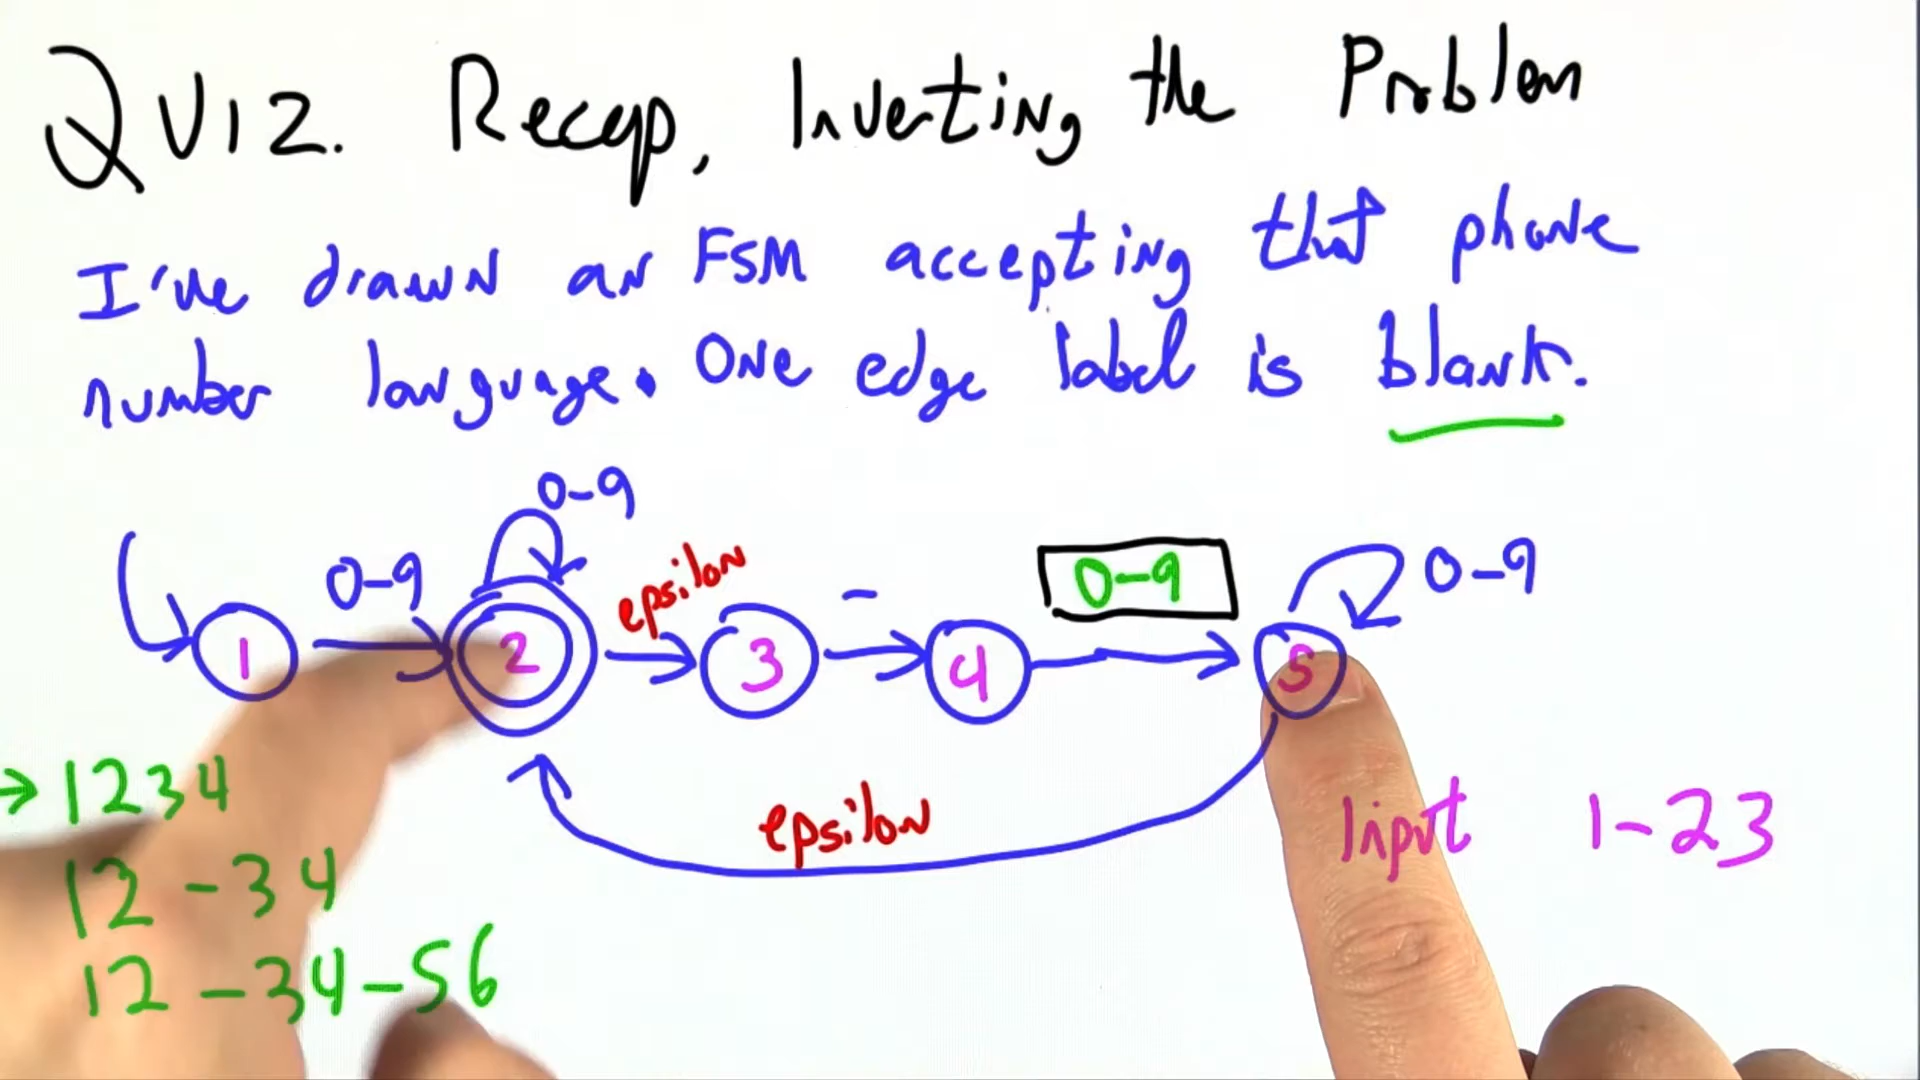 QUIZ. Recap, Inverting the Problem
I've drawn an FSM accepting that phone
number language. One edge label is blank.
0-9
0-9 epsilon - 0-9 0-9
1 2 3 4 5
epsilon
→ 1234
Input 1-23
12-34
12-34-56